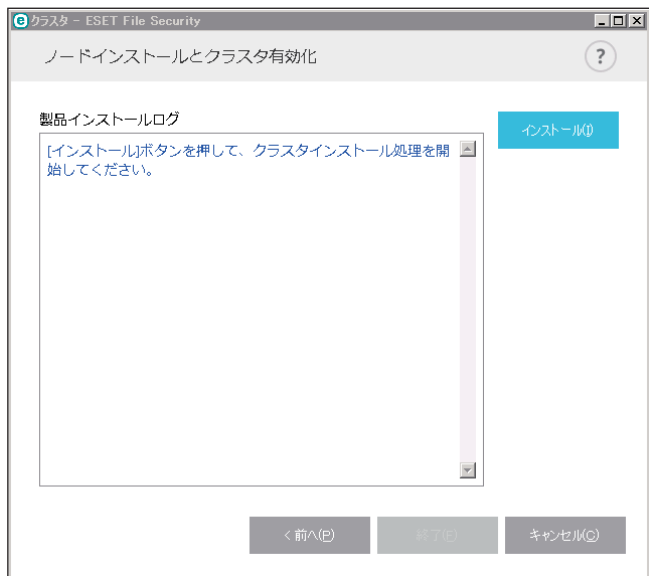 クラスタ - ESET File Security
ノードインストールとクラスタ有効化
?
製品インストールログ
インストール(I)
[インストール]ボタンを押して、クラスタインストール処理を開
始してください。
< 前へ(P)
終了(F)
キャンセル(C)